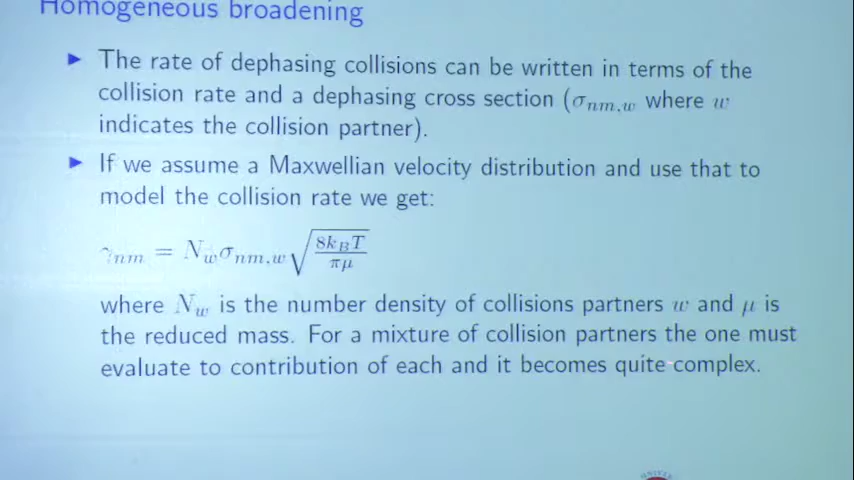 Homogeneous broadening
► The rate of dephasing collisions can be written in terms of the
collision rate and a dephasing cross section (σnm,w where w
indicates the collision partner).
► If we assume a Maxwellian velocity distribution and use that to
model the collision rate we get:
γnm = Nwσnm,w√(8kBT/πμ)
where Nw is the number density of collisions partners w and μ is
the reduced mass. For a mixture of collision partners the one must
evaluate to contribution of each and it becomes quite complex.